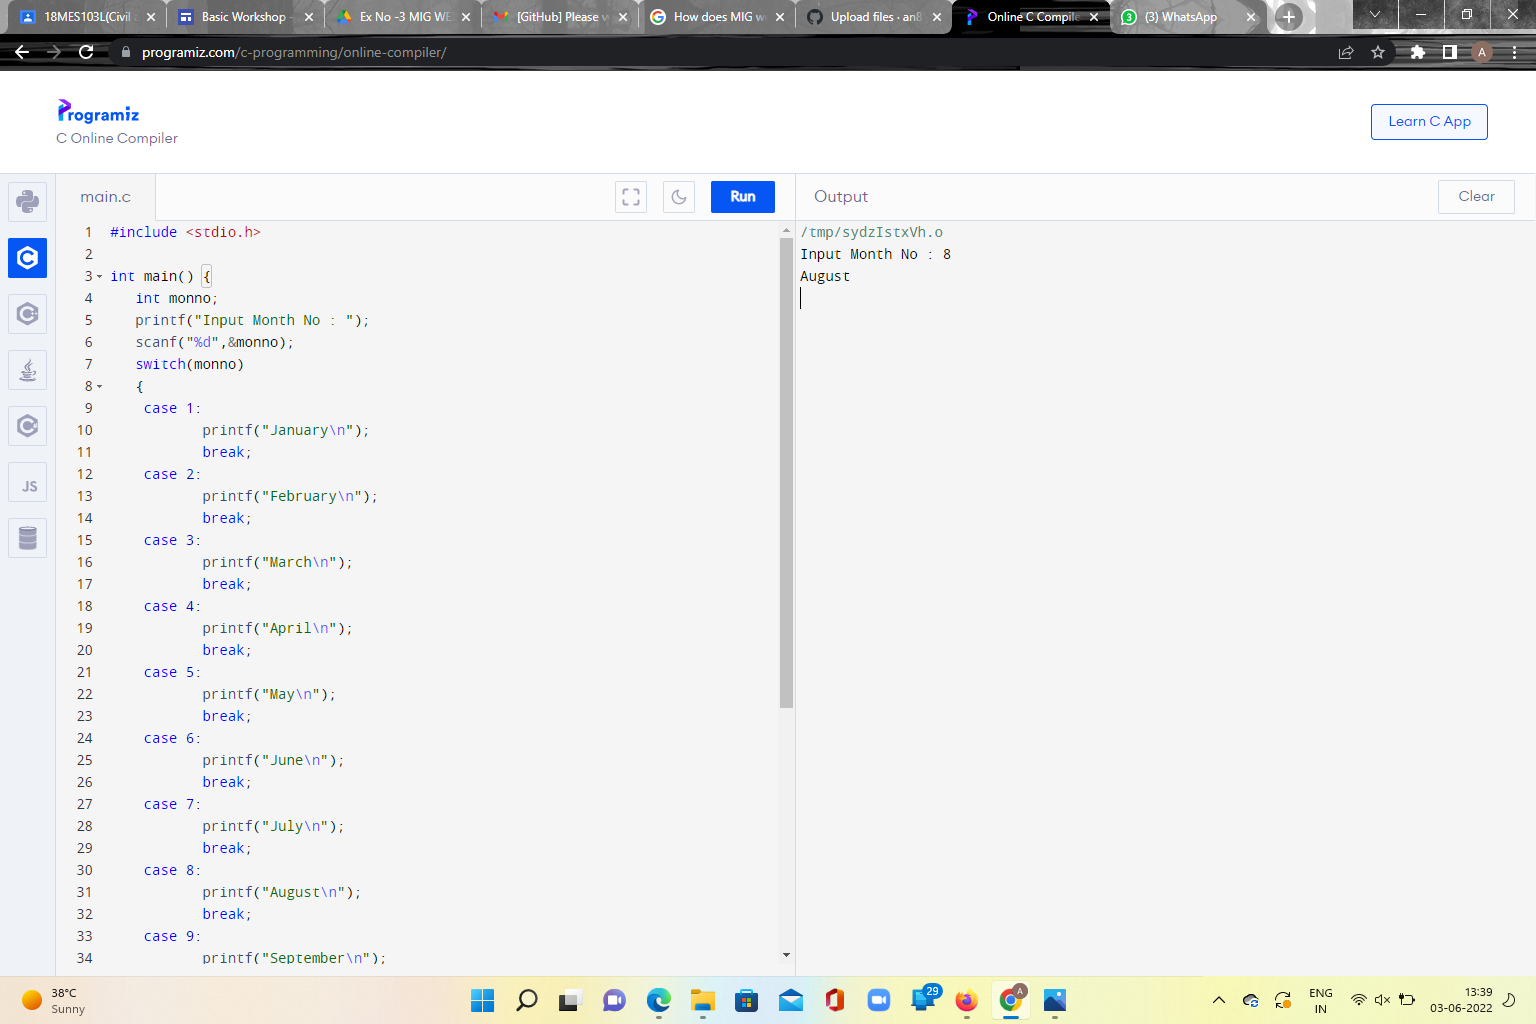 18MES103L(Civil
Basic Workshop
Ex No -3 MIG WE
[GitHub] Please v
How does MIG w
Upload files · an8
Online C Compile
(3) WhatsApp
programiz.com/c-programming/online-compiler/
A
Programiz
C Online Compiler
Learn C App
main.c
Run
Output
Clear
1 #include <stdio.h>
2
3 int main() {
4 int monno;
5 printf("Input Month No : ");
6 scanf("%d",&monno);
7 switch(monno)
8 {
9 case 1:
10 printf("January\n");
11 break;
12 case 2:
13 printf("February\n");
14 break;
15 case 3:
16 printf("March\n");
17 break;
18 case 4:
19 printf("April\n");
20 break;
21 case 5:
22 printf("May\n");
23 break;
24 case 6:
25 printf("June\n");
26 break;
27 case 7:
28 printf("July\n");
29 break;
30 case 8:
31 printf("August\n");
32 break;
33 case 9:
34 printf("September\n");
JS
/tmp/sydzIstxVh.o
Input Month No : 8
August
38°C
Sunny
29
A
ENG
IN
13:39
03-06-2022